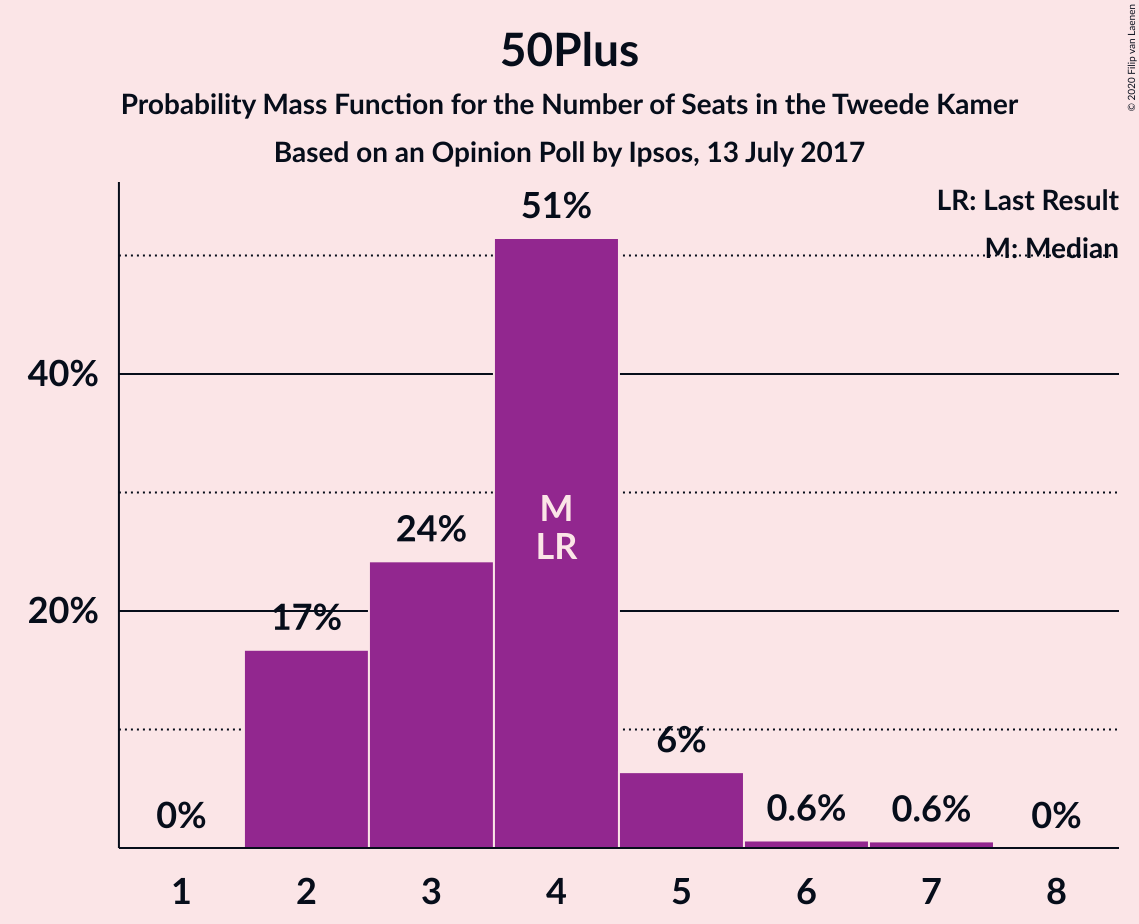 50Plus
Probability Mass Function for the Number of Seats in the Tweede Kamer
Based on an Opinion Poll by Ipsos, 13 July 2017
© 2020 Filip van Laenen
LR: Last Result
M: Median
51%
40%
M
LR
24%
20%
17%
6%
0%
0.6%
0.6%
0%
1 2 3 4 5 6 7 8